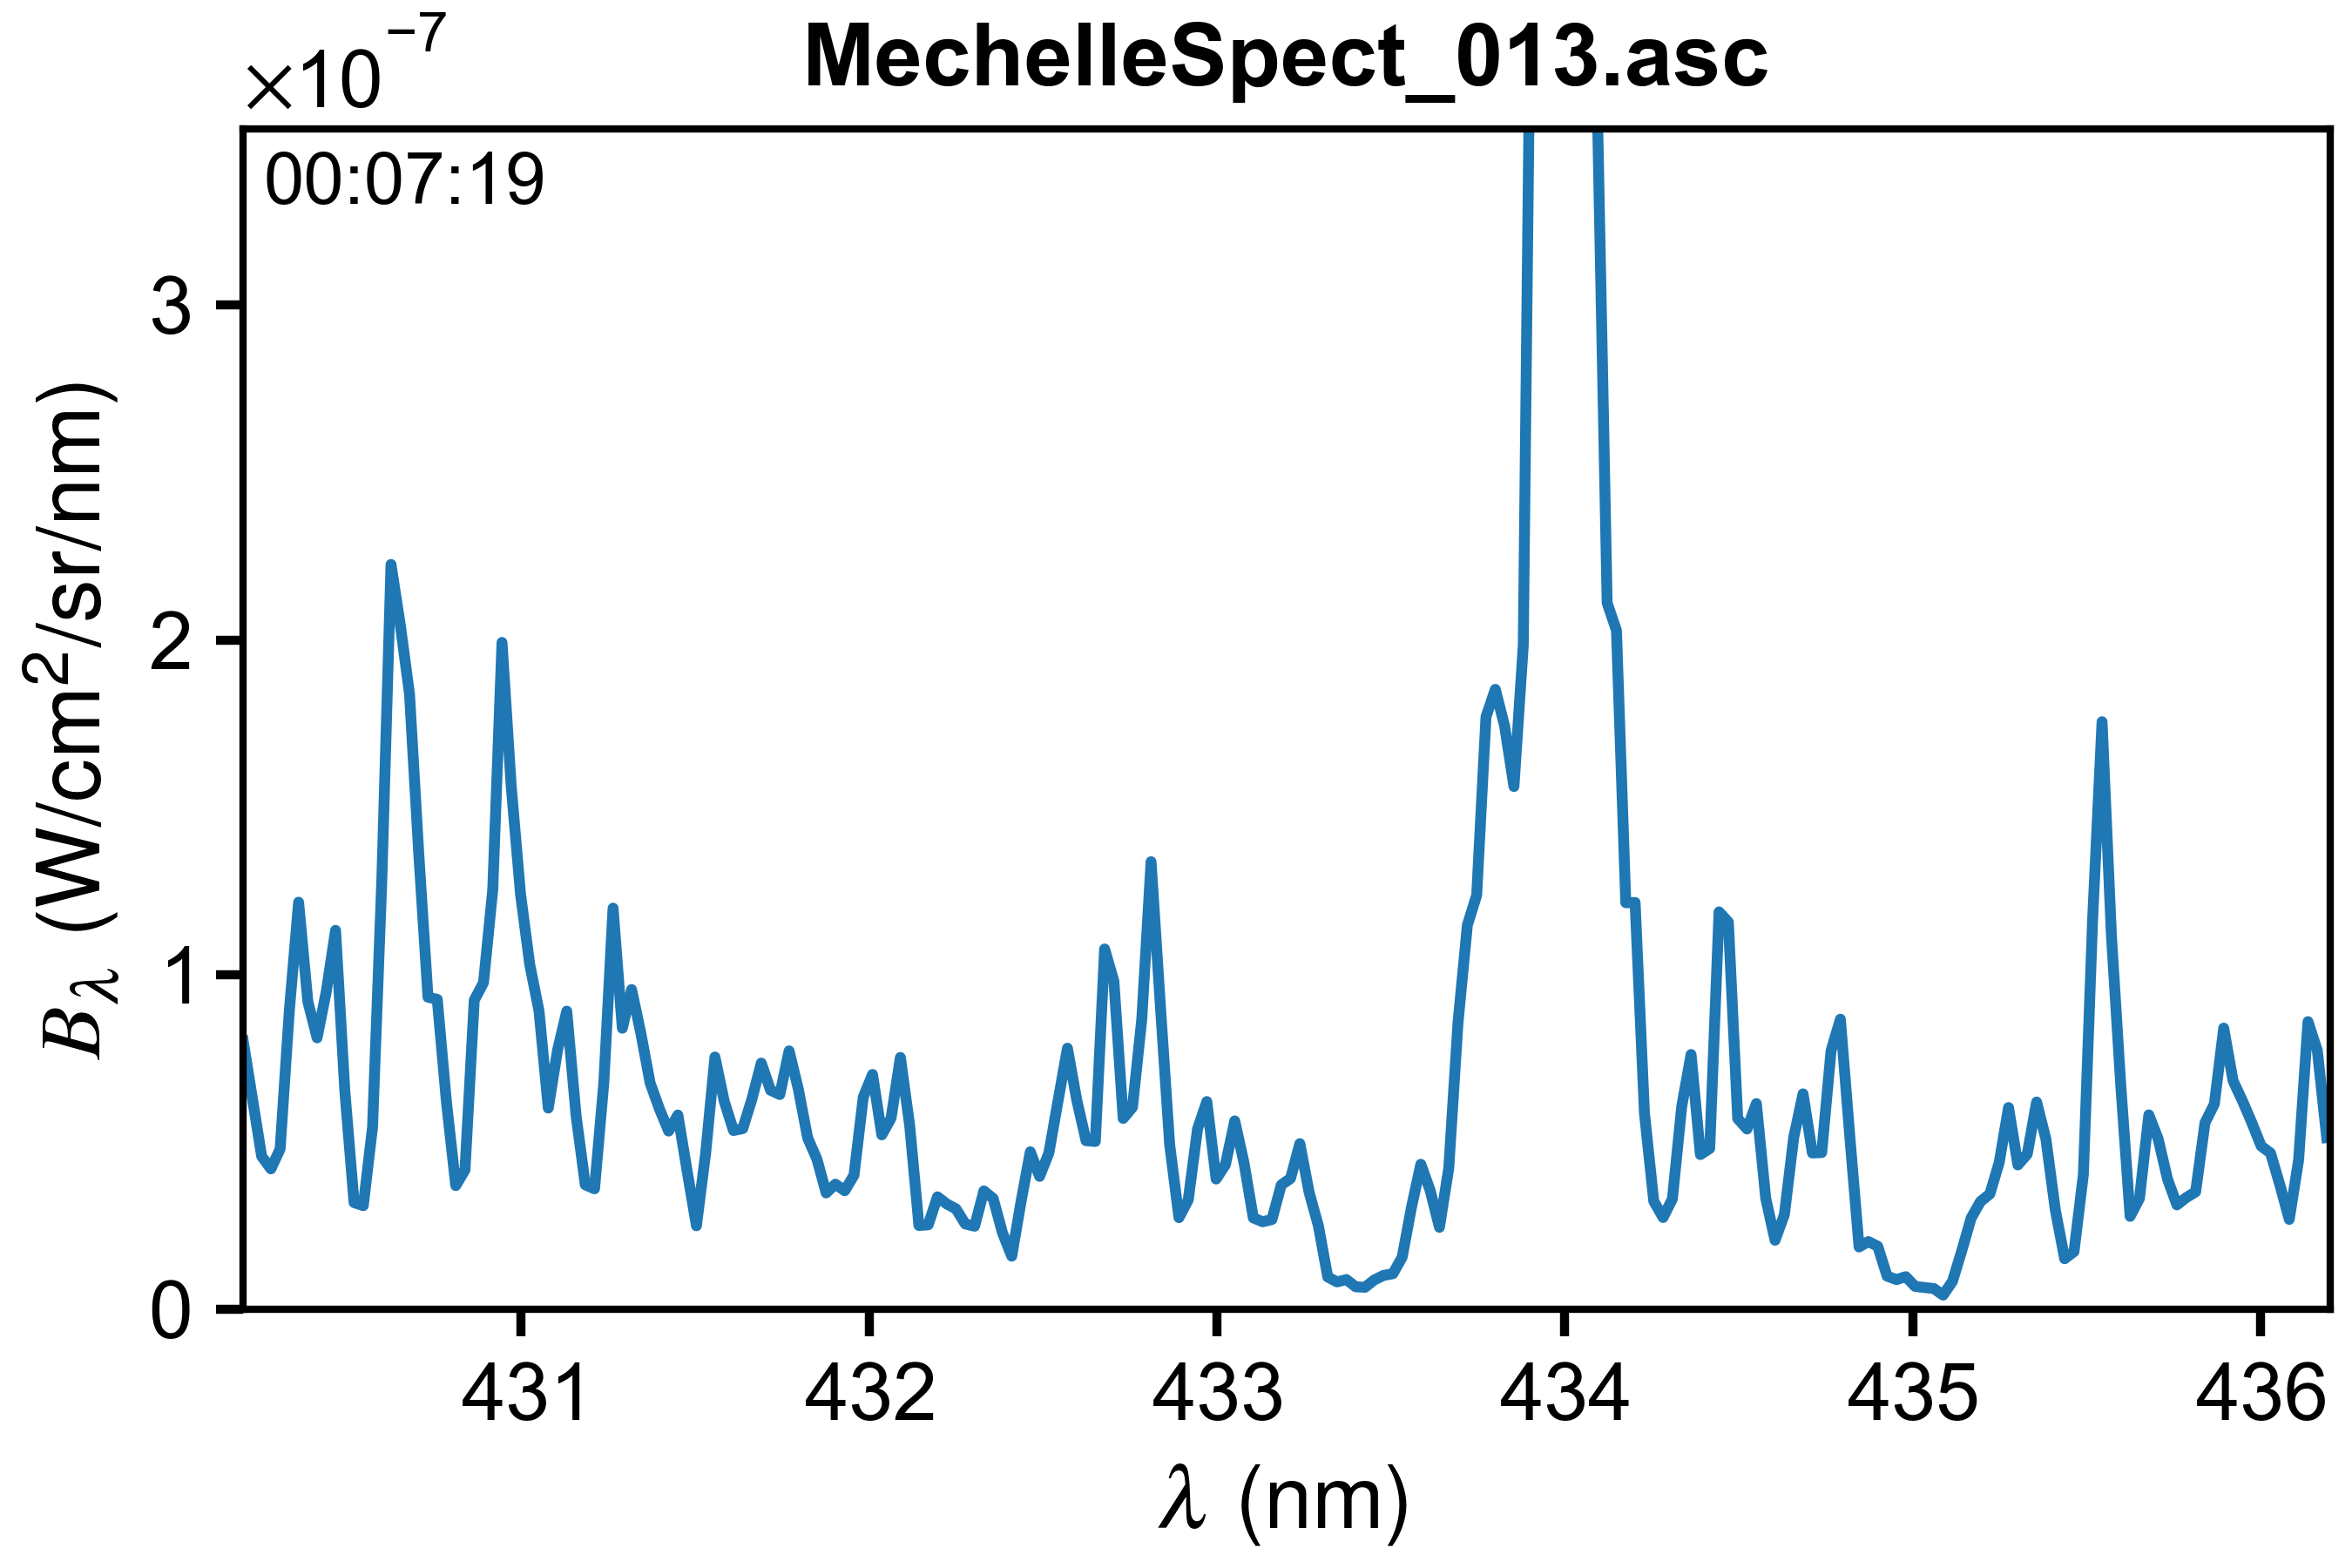 ×10⁻⁷
MechelleSpect_013.asc
00:07:19
3
2
1
0
B_λ (W/cm²/sr/nm)
431 432 433 434 435 436
λ (nm)